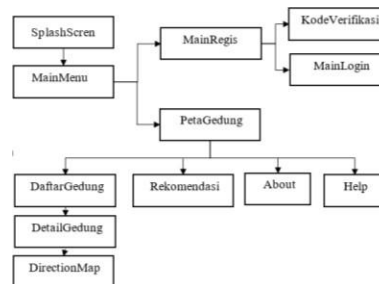 KodeVerifikasi
SplashScren
MainRegis
MainMenu
MainLogin
PetaGedung
DaftarGedung
Rekomendasi
About
Help
DetailGedung
DirectionMap